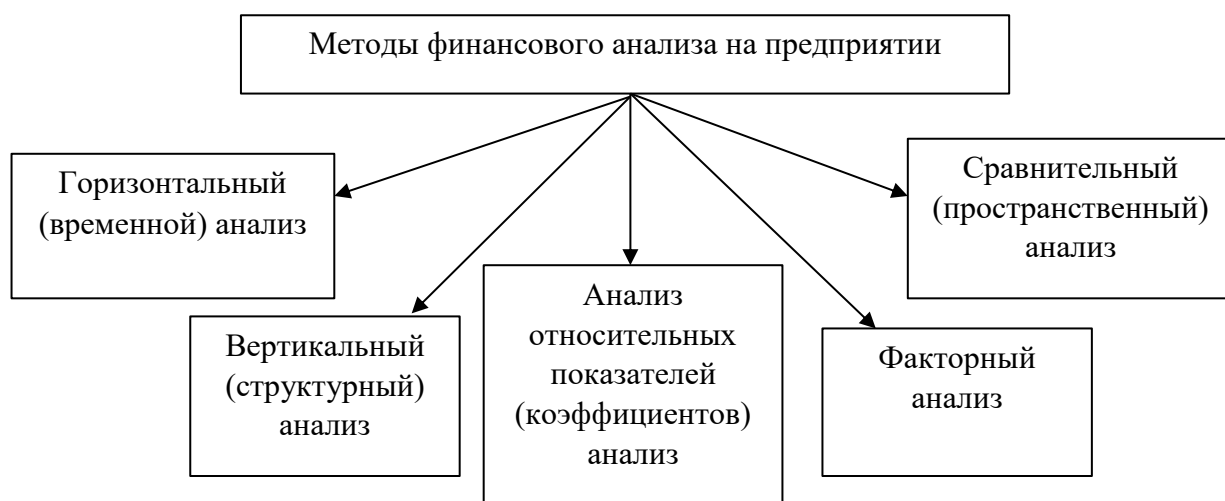 Методы финансового анализа на предприятии
Горизонтальный
(временной) анализ
Вертикальный
(структурный)
анализ
Анализ
относительных
показателей
(коэффициентов)
анализ
Факторный
анализ
Сравнительный
(пространственный)
анализ